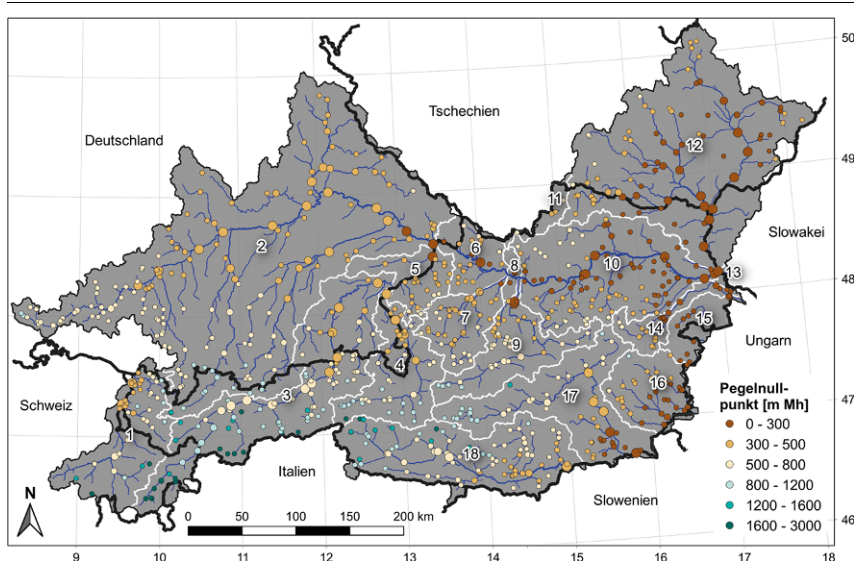 50
Tschechien
Deutschland
12
49
11
Slowakei
2
6
5
8
10
13
48
7
15
14
9
Ungarn
4
3
17
16
Pegelnull-
punkt [m Mh]
Schweiz
47
0 - 300
1
300 - 500
18
500 - 800
Italien
800 - 1200
N
Slowenien
1200 - 1600
0 50 100 150 200 km
1600 - 3000
46
9 10 11 12 13 14 15 16 17 18